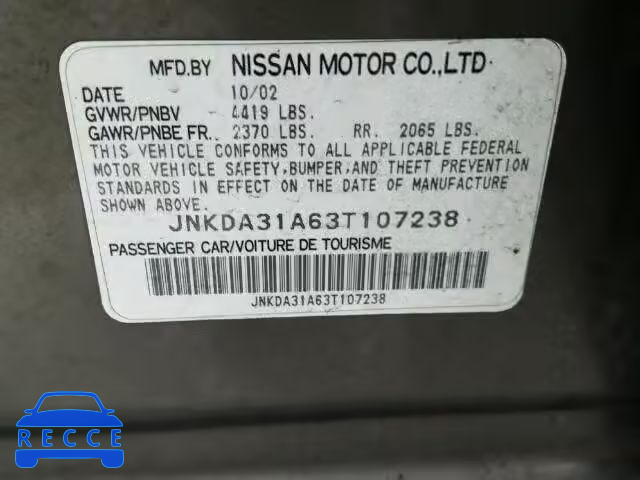 MFD.BY NISSAN MOTOR CO.,LTD
DATE 10/02
GVWR/PNBV 4419 LBS.
GAWR/PNBE FR. 2370 LBS. RR. 2065 LBS.
THIS VEHICLE CONFORMS TO ALL APPLICABLE FEDERAL
MOTOR VEHICLE SAFETY,BUMPER,AND THEFT PREVENTION
STANDARDS IN EFFECT ON THE DATE OF MANUFACTURE
SHOWN ABOVE.
JNKDA31A63T107238
PASSENGER CAR/VOITURE DE TOURISME
JNKDA31A63T107238
RECCE